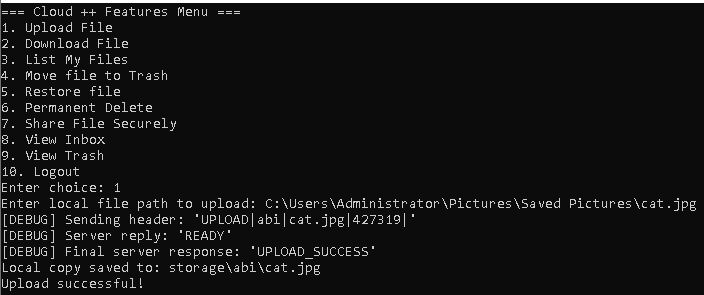 === Cloud ++ Features Menu ===
1. Upload File
2. Download File
3. List My Files
4. Move file to Trash
5. Restore file
6. Permanent Delete
7. Share File Securely
8. View Inbox
9. View Trash
10. Logout
Enter choice: 1
Enter local file path to upload: C:\Users\Administrator\Pictures\Saved Pictures\cat.jpg
[DEBUG] Sending header: 'UPLOAD|abi|cat.jpg|427319|'
[DEBUG] Server reply: 'READY'
[DEBUG] Final server response: 'UPLOAD_SUCCESS'
Local copy saved to: storage\abi\cat.jpg
Upload successful!